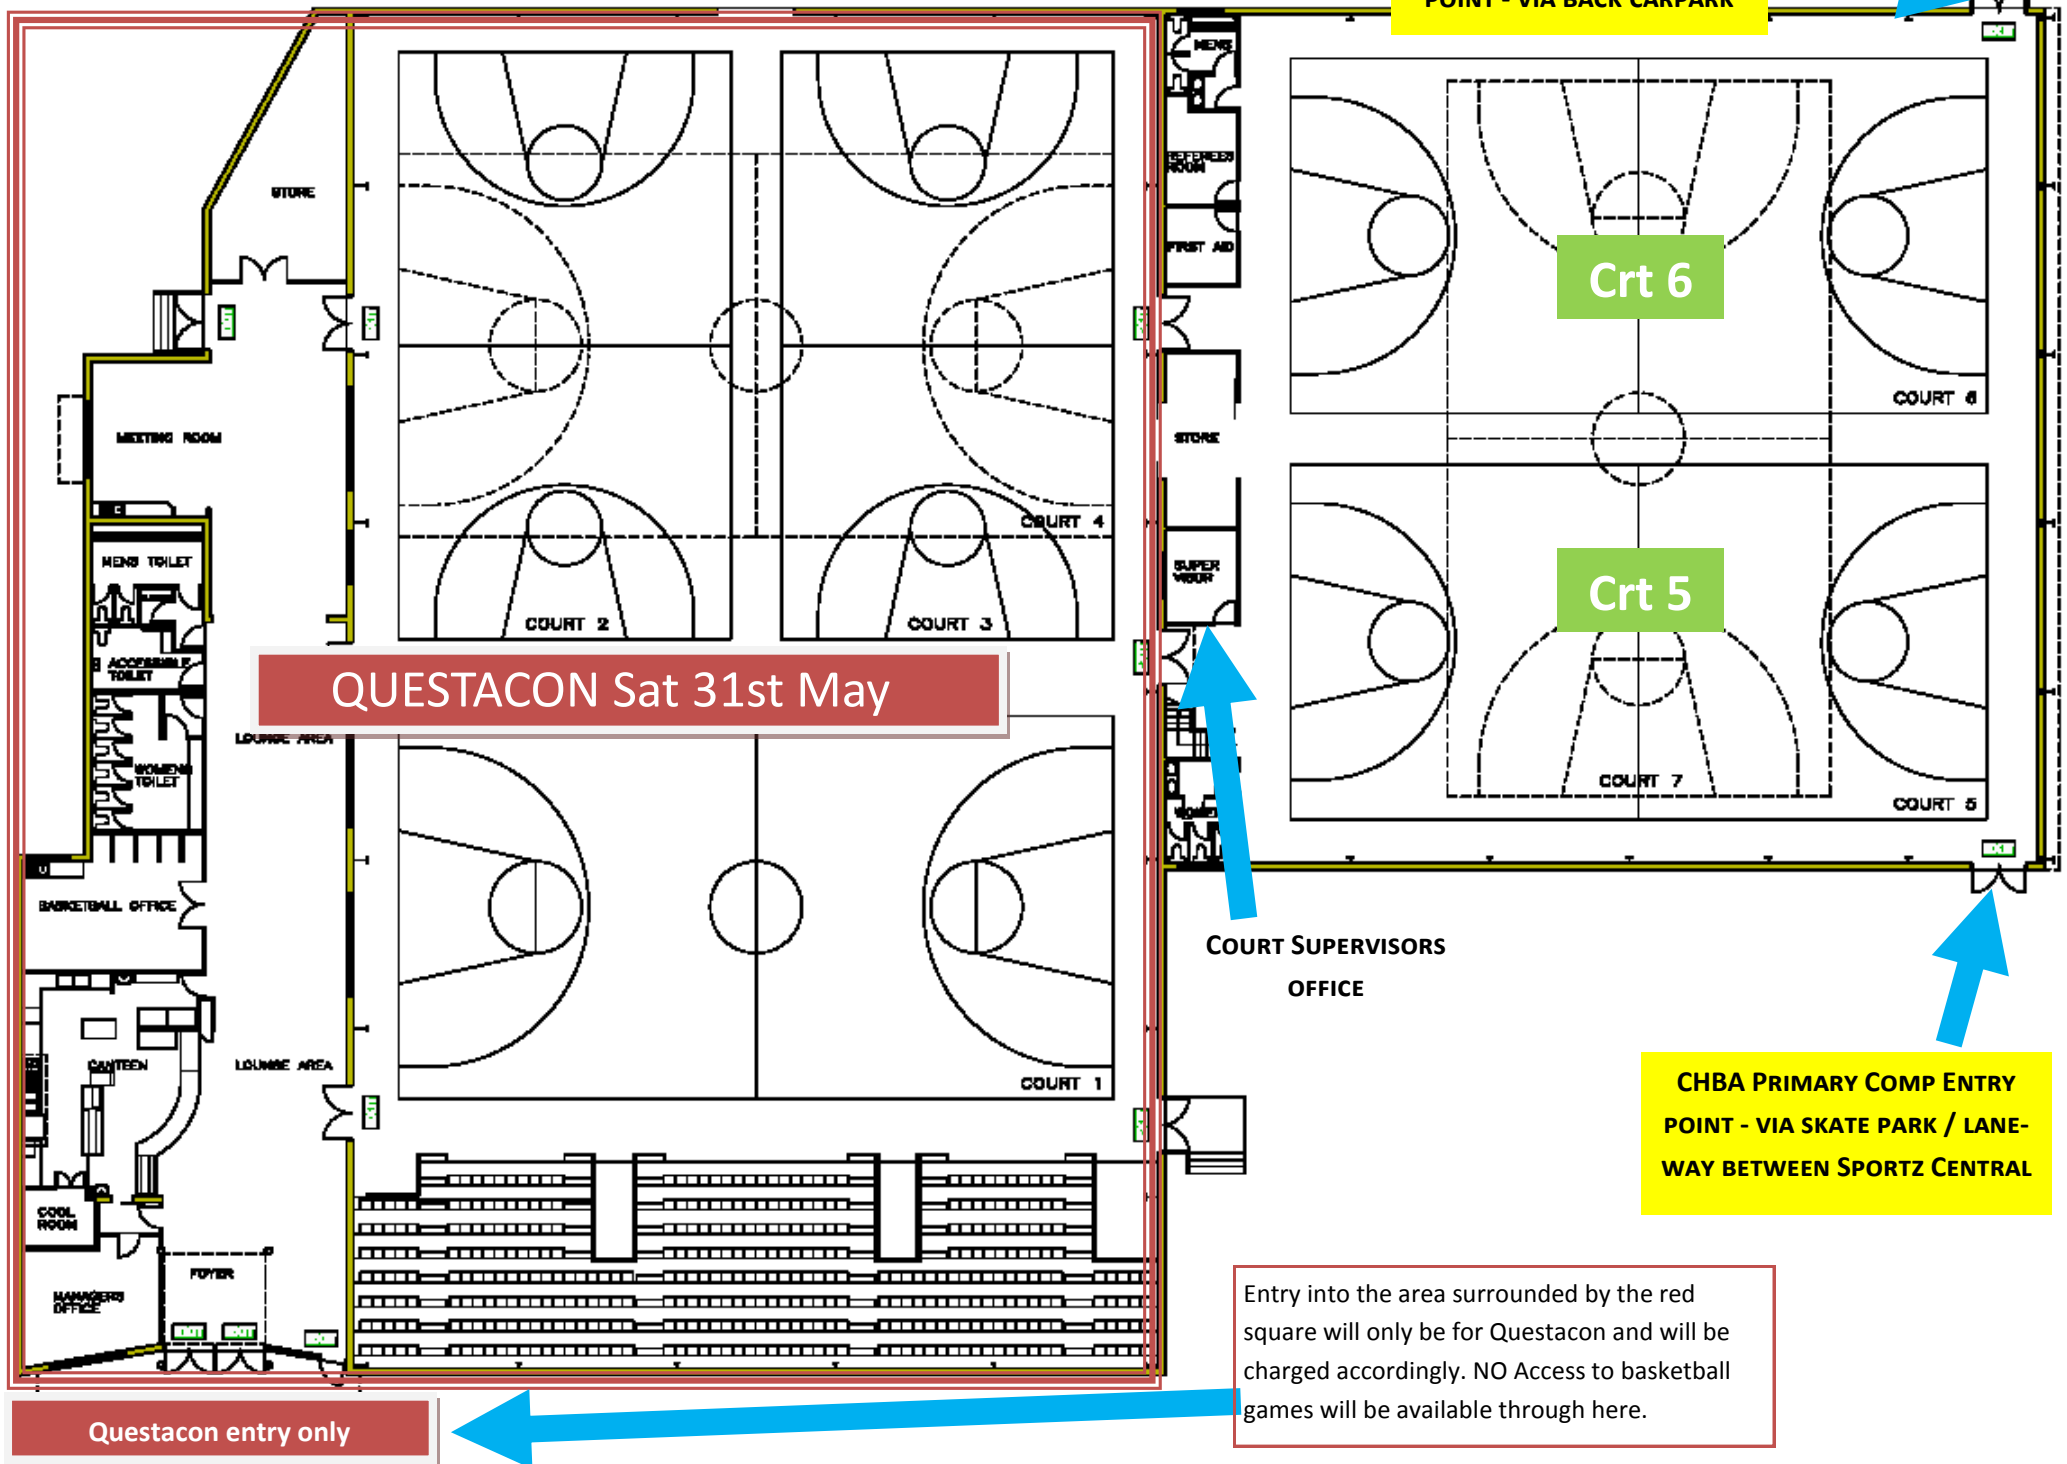 POINT - VIA BACK CARPARK
EXIT
MENS
REFEREES
ROOM
FIRST AID
STORE
Crt 6
COURT 6
STORE
MEETING ROOM
COURT 4
MENS TOILET
SUPER
VISOR
Crt 5
COURT 2
COURT 3
ACCESSIBLE
TOILET
QUESTACON Sat 31st May
LOUNGE AREA
WOMENS
TOILET
COURT 7
COURT 5
EXIT
BASKETBALL OFFICE
COURT SUPERVISORS
OFFICE
CANTEEN
LOUNGE AREA
COURT 1
CHBA PRIMARY COMP ENTRY
POINT - VIA SKATE PARK / LANE-
WAY BETWEEN SPORTZ CENTRAL
COOL
ROOM
FOYER
MANAGERS
OFFICE
EXIT
EXIT
EXIT
Entry into the area surrounded by the red
square will only be for Questacon and will be
charged accordingly. NO Access to basketball
games will be available through here.
Questacon entry only